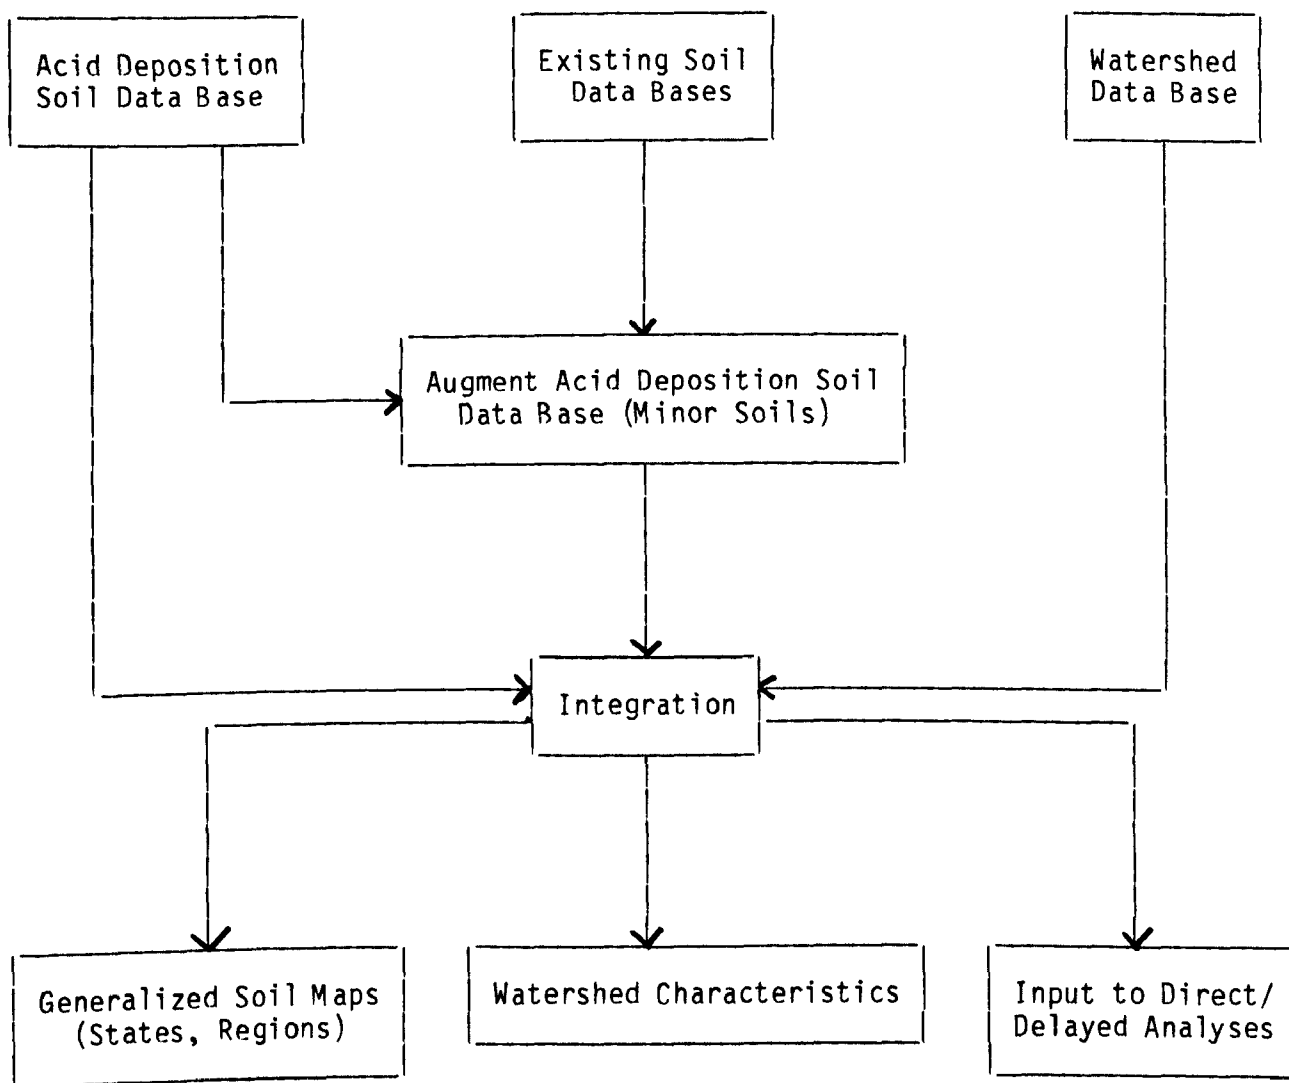 Acid Deposition
Soil Data Base
Existing Soil
Data Bases
Watershed
Data Base
Augment Acid Deposition Soil
Data Base (Minor Soils)
Integration
Generalized Soil Maps
(States, Regions)
Watershed Characteristics
Input to Direct/
Delayed Analyses